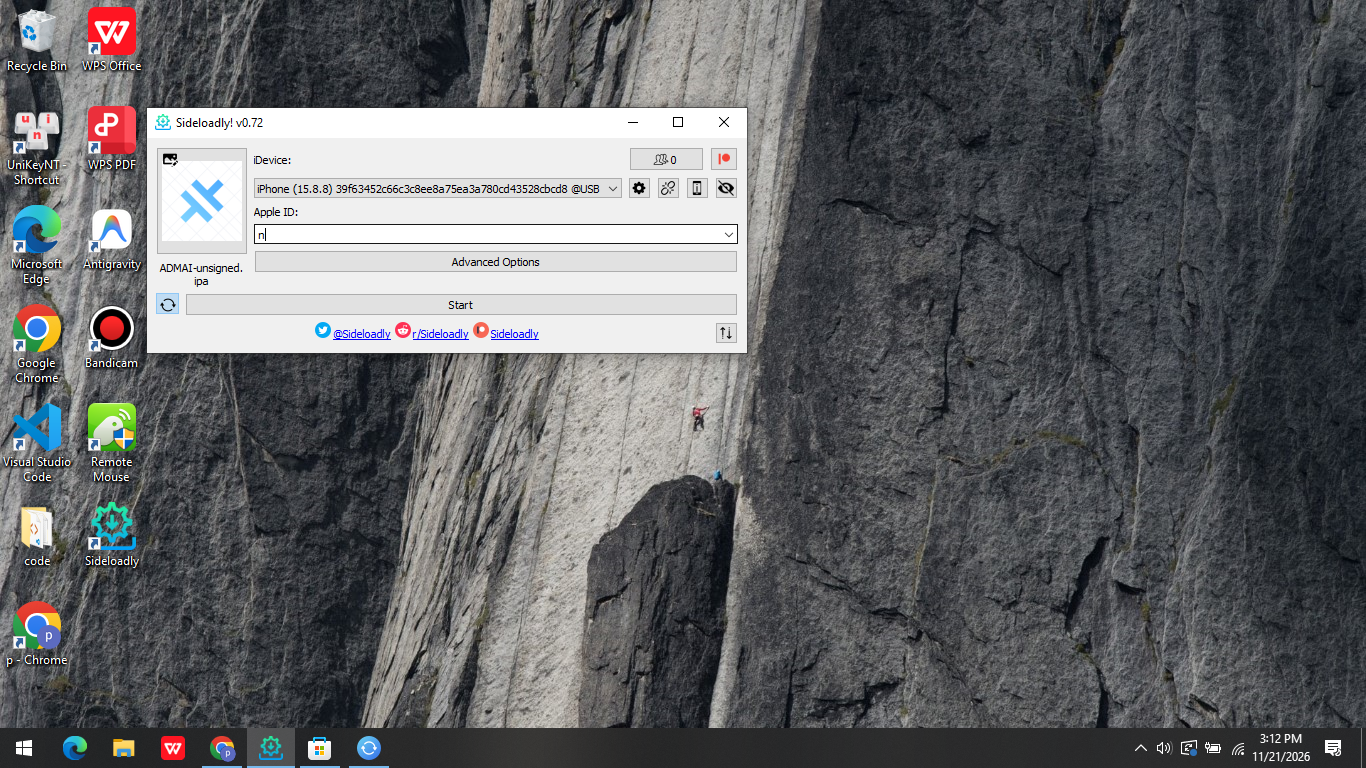 Recycle Bin
WPS Office
UniKeyNT - Shortcut
WPS PDF
Microsoft Edge
Antigravity
Google Chrome
Bandicam
Visual Studio Code
Remote Mouse
code
Sideloadly
p - Chrome
Sideloadly! v0.72
iDevice:
0
iPhone (15.8.8) 39f63452c66c3c8ee8a75ea3a780cd43528cbcd8 @USB
Apple ID:
n
ADMAI-unsigned.
ipa
Advanced Options
Start
@Sideloadly r/Sideloadly Sideloadly
3:12 PM
11/21/2026